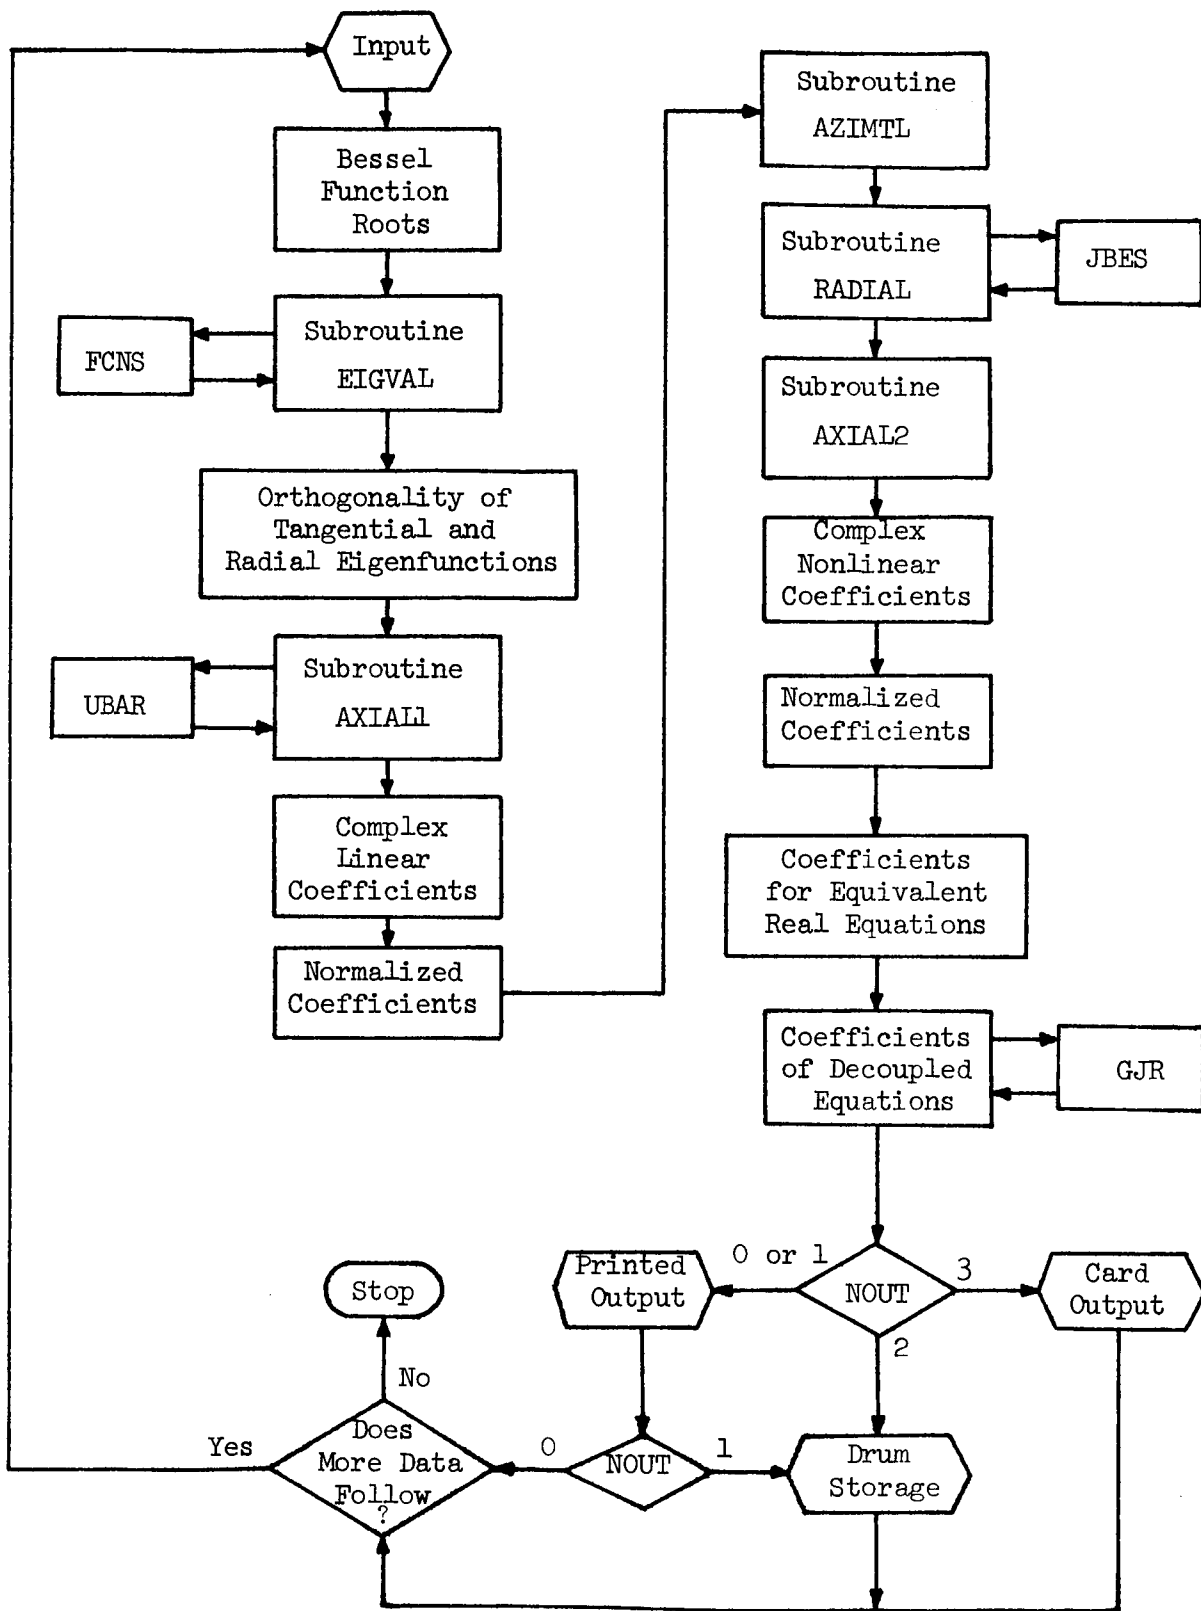 Input
Bessel
Function
Roots
Subroutine
EIGVAL
FCNS
Orthogonality of
Tangential and
Radial Eigenfunctions
Subroutine
AXIAL1
UBAR
Complex
Linear
Coefficients
Normalized
Coefficients
Subroutine
AZIMTL
Subroutine
RADIAL
JBES
Subroutine
AXIAL2
Complex
Nonlinear
Coefficients
Normalized
Coefficients
Coefficients
for Equivalent
Real Equations
Coefficients
of Decoupled
Equations
GJR
NOUT
0 or 1
3
2
Printed
Output
Card
Output
NOUT
0
1
Drum
Storage
Does
More Data
Follow
?
Yes
No
Stop